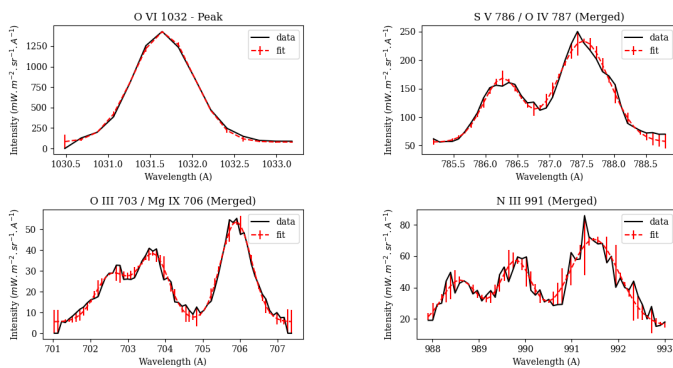 O VI 1032 - Peak
Intensity (mW. m⁻². sr⁻¹. A⁻¹)
1250
1000
750
500
250
0
data
fit
1030.5 1031.0 1031.5 1032.0 1032.5 1033.0
Wavelength (A)
S V 786 / O IV 787 (Merged)
Intensity (mW. m⁻². sr⁻¹. A⁻¹)
250
200
150
100
50
data
fit
785.5 786.0 786.5 787.0 787.5 788.0 788.5
Wavelength (A)
O III 703 / Mg IX 706 (Merged)
Intensity (mW. m⁻². sr⁻¹. A⁻¹)
50
40
30
20
10
0
data
fit
701 702 703 704 705 706 707
Wavelength (A)
N III 991 (Merged)
Intensity (mW. m⁻². sr⁻¹. A⁻¹)
80
60
40
20
data
fit
988 989 990 991 992 993
Wavelength (A)